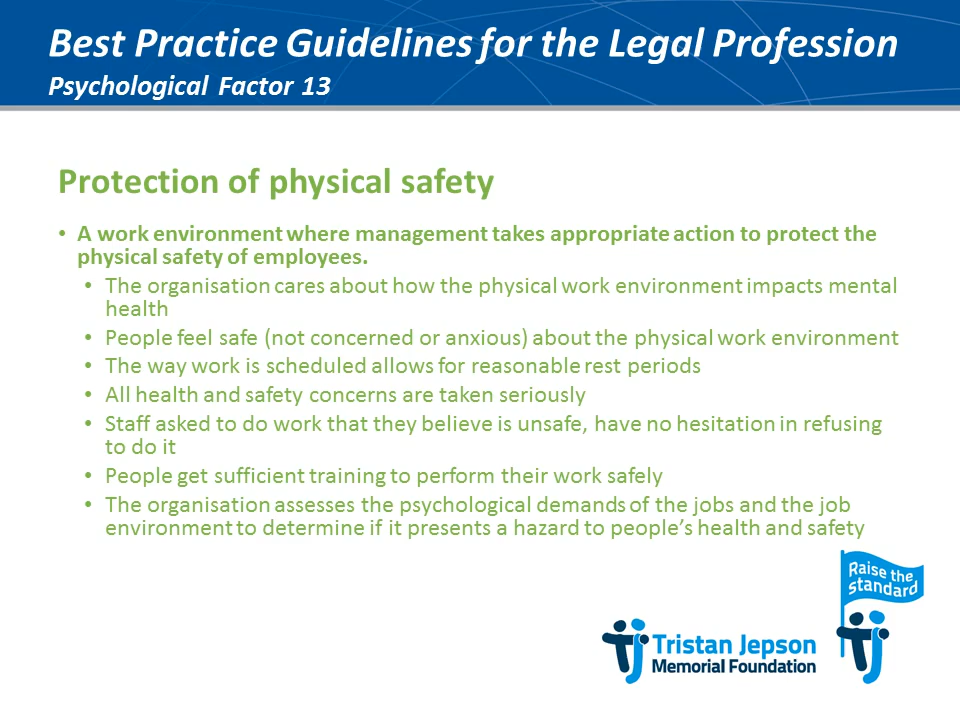 Best Practice Guidelines for the Legal Profession
Psychological Factor 13
Protection of physical safety
• A work environment where management takes appropriate action to protect the
physical safety of employees.
• The organisation cares about how the physical work environment impacts mental
health
• People feel safe (not concerned or anxious) about the physical work environment
• The way work is scheduled allows for reasonable rest periods
• All health and safety concerns are taken seriously
• Staff asked to do work that they believe is unsafe, have no hesitation in refusing
to do it
• People get sufficient training to perform their work safely
• The organisation assesses the psychological demands of the jobs and the job
environment to determine if it presents a hazard to people's health and safety
Raise the
standard
Tristan Jepson
Memorial Foundation